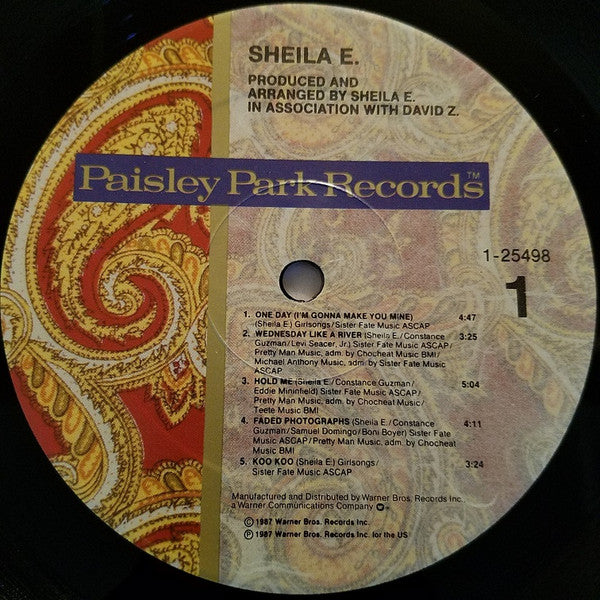 SHEILA E.
PRODUCED AND
ARRANGED BY SHEILA E.
IN ASSOCIATION WITH DAVID Z.
Paisley Park Records™
1-25498
1
1. ONE DAY (I'M GONNA MAKE YOU MINE) 4:47
(Sheila E.) Girlsongs/Sister Fate Music ASCAP
2. WEDNESDAY LIKE A RIVER (Sheila E./Constance 3:25
Guzman/Levi Seacer, Jr.) Sister Fate Music ASCAP/
Pretty Man Music, adm. by Chocheat Music BMI/
Michael Anthony Music, adm. by Sister Fate Music
ASCAP
3. HOLD ME (Sheila E./Constance Guzman/ 5:04
Eddie Minnifield) Sister Fate Music ASCAP/
Pretty Man Music, adm. by Chocheat Music/
Teete Music BMI
4. FADED PHOTOGRAPHS (Sheila E./Constance 4:11
Guzman/Samuel Domingo/Boni Boyer) Sister Fate
Music ASCAP/Pretty Man Music, adm. by Chocheat
Music BMI
5. KOO KOO (Sheila E.) Girlsongs/ 3:24
Sister Fate Music ASCAP
Manufactured and Distributed by Warner Bros. Records Inc.,
a Warner Communications Company
©1987 Warner Bros. Records Inc.
℗1987 Warner Bros. Records Inc. for the US